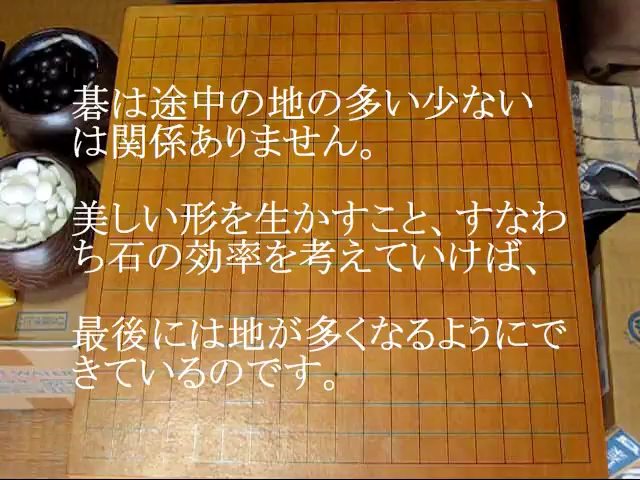 碁は途中の地の多い少ない
は関係ありません。
美しい形を生かすこと、すなわ
ち石の効率を考えていけば、
最後には地が多くなるようにで
きているのです。